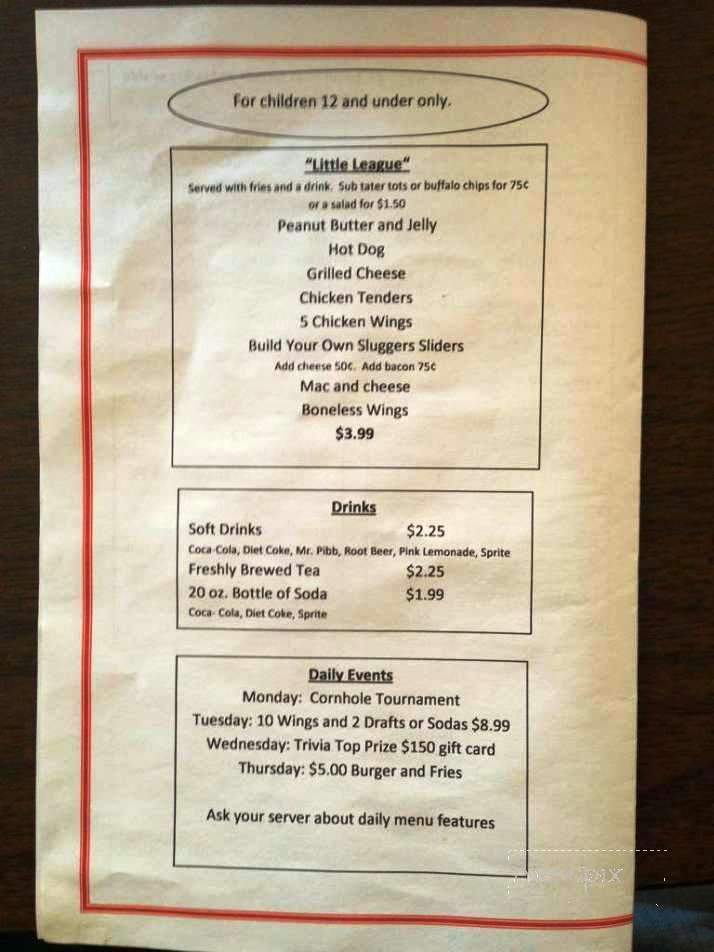 For children 12 and under only.
"Little League"
Served with fries and a drink. Sub tater tots or buffalo chips for 75¢
or a salad for $1.50
Peanut Butter and Jelly
Hot Dog
Grilled Cheese
Chicken Tenders
5 Chicken Wings
Build Your Own Sluggers Sliders
Add cheese 50¢. Add bacon 75¢
Mac and cheese
Boneless Wings
$3.99
Drinks
Soft Drinks $2.25
Coca-Cola, Diet Coke, Mr. Pibb, Root Beer, Pink Lemonade, Sprite
Freshly Brewed Tea $2.25
20 oz. Bottle of Soda $1.99
Coca- Cola, Diet Coke, Sprite
Daily Events
Monday: Cornhole Tournament
Tuesday: 10 Wings and 2 Drafts or Sodas $8.99
Wednesday: Trivia Top Prize $150 gift card
Thursday: $5.00 Burger and Fries
Ask your server about daily menu features